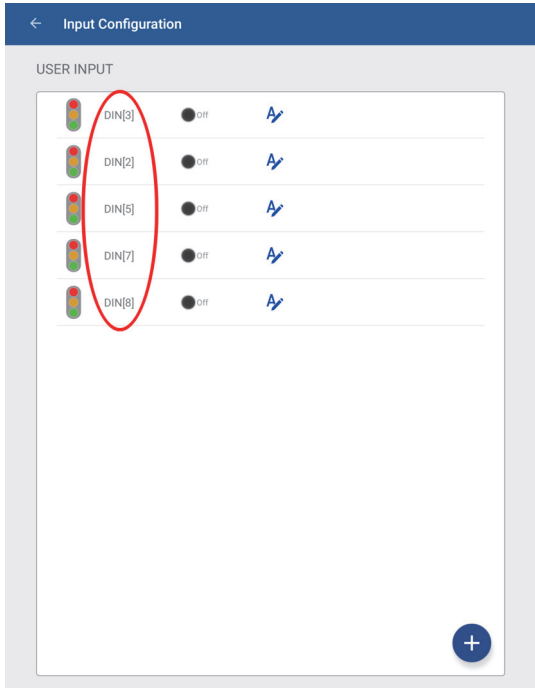 Input Configuration
USER INPUT
DIN[3] Off
DIN[2] Off
DIN[5] Off
DIN[7] Off
DIN[8] Off